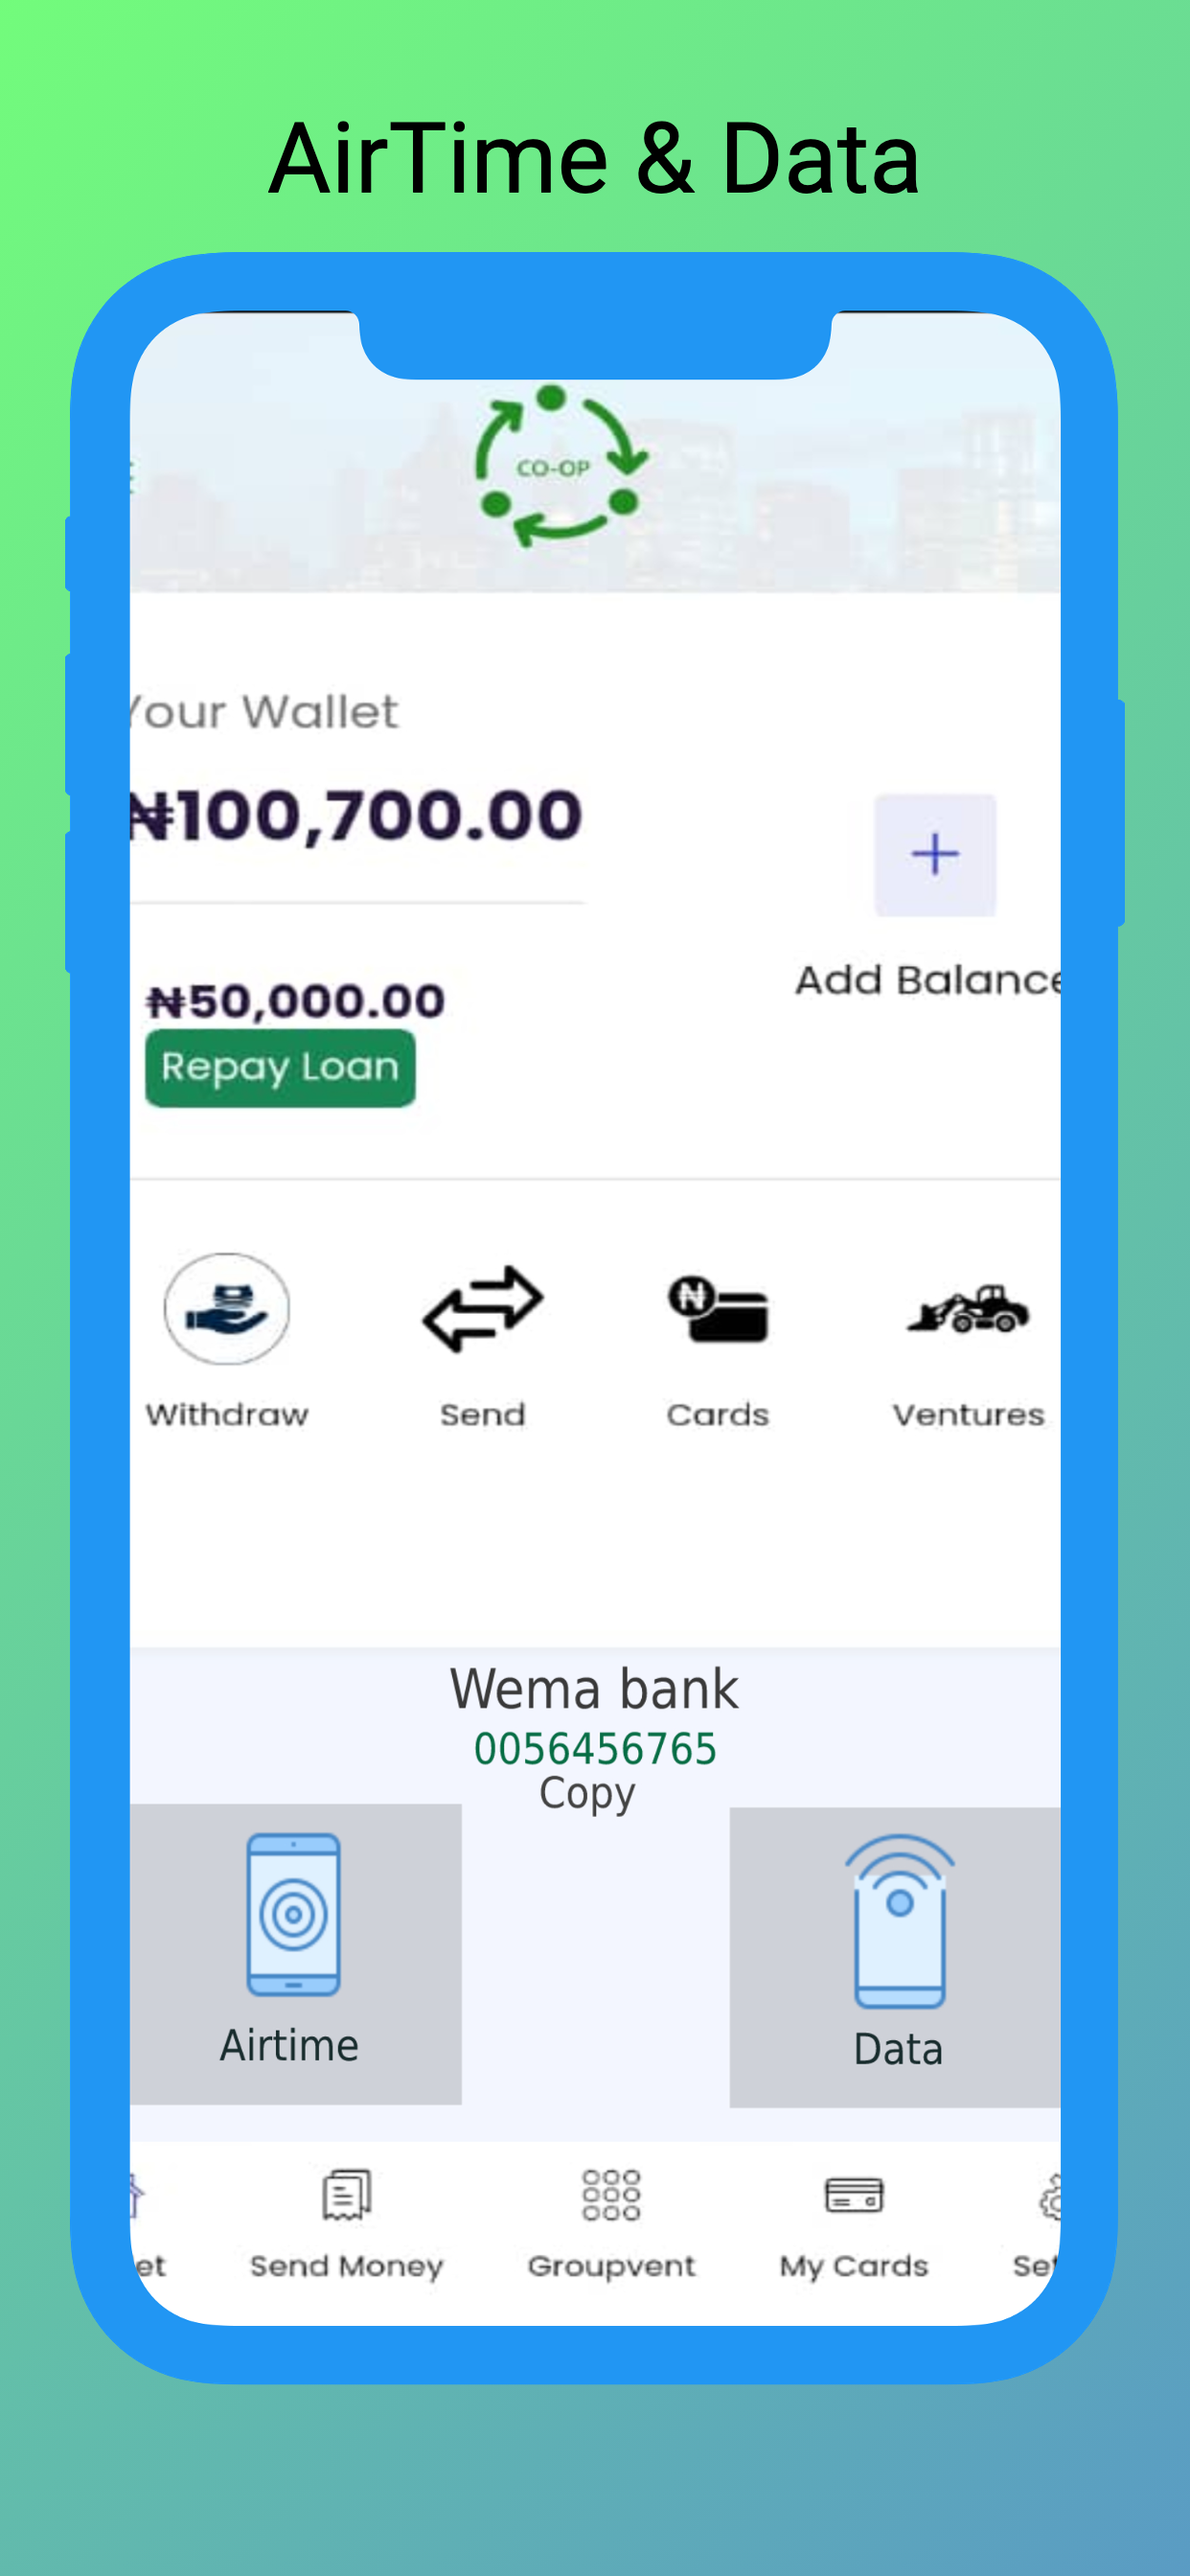 AirTime & Data
CO-OP
Your Wallet
₦100,700.00
Add Balance
₦50,000.00
Repay Loan
Withdraw Send Cards Ventures
Wema bank
0056456765
Copy
Airtime Data
et Send Money Groupvent My Cards Set